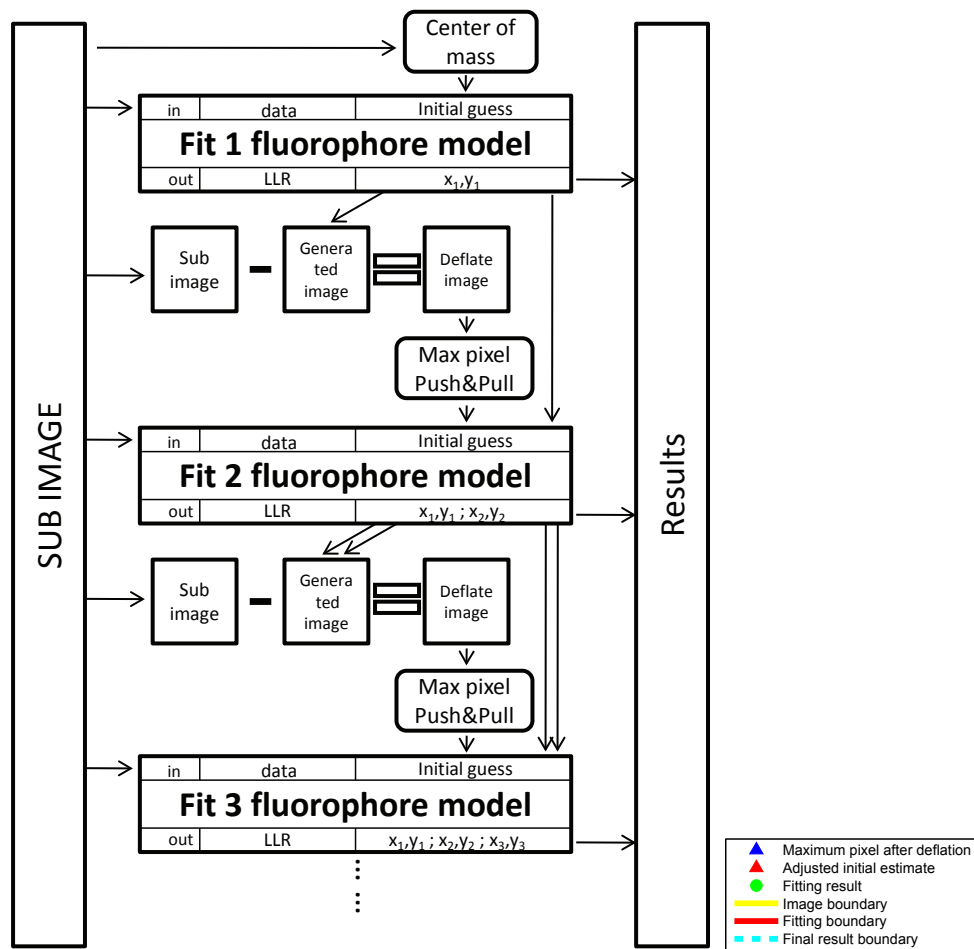 Center of
mass
in data Initial guess
Fit 1 fluorophore model
out LLR x₁,y₁
Sub
image
-
Genera
ted
image
=
Deflate
image
Max pixel
Push&Pull
in data Initial guess
Fit 2 fluorophore model
out LLR x₁,y₁ ; x₂,y₂
Sub
image
-
Genera
ted
image
=
Deflate
image
Max pixel
Push&Pull
in data Initial guess
Fit 3 fluorophore model
out LLR x₁,y₁ ; x₂,y₂ ; x₃,y₃
SUB IMAGE
Results
Maximum pixel after deflation
Adjusted initial estimate
Fitting result
Image boundary
Fitting boundary
Final result boundary